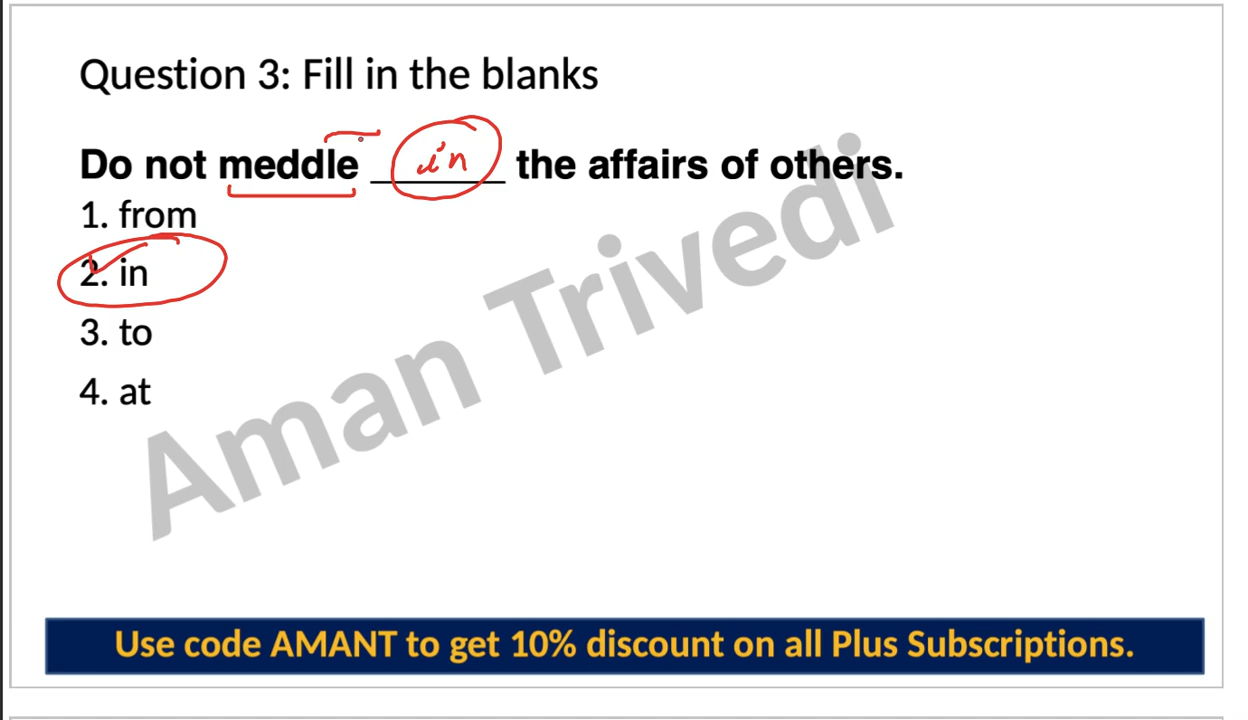 Question 3: Fill in the blanks
Do not meddle in the affairs of others.
1. from
2. in
3. to
4. at
Aman Trivedi
Use code AMANT to get 10% discount on all Plus Subscriptions.